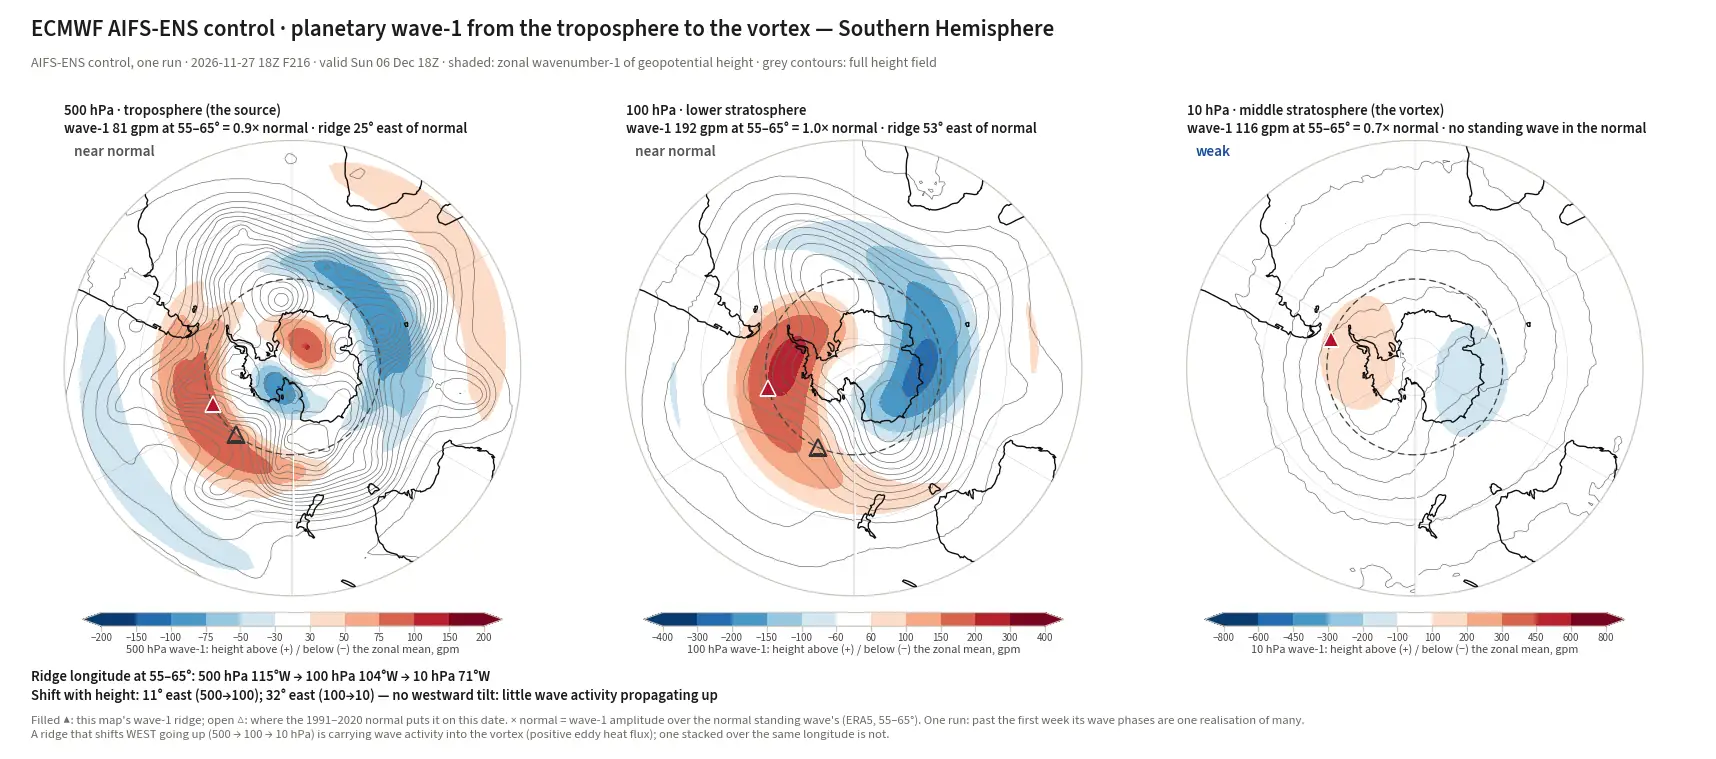 ECMWF AIFS-ENS control · planetary wave-1 from the troposphere to the vortex — Southern Hemisphere
AIFS-ENS control, one run · 2026-11-27 18Z F216 · valid Sun 06 Dec 18Z · shaded: zonal wavenumber-1 of geopotential height · grey contours: full height field
500 hPa · troposphere (the source)
wave-1 81 gpm at 55–65° = 0.9× normal · ridge 25° east of normal
near normal
100 hPa · lower stratosphere
wave-1 192 gpm at 55–65° = 1.0× normal · ridge 53° east of normal
near normal
10 hPa · middle stratosphere (the vortex)
wave-1 116 gpm at 55–65° = 0.7× normal · no standing wave in the normal
weak
−200 −150 −100 −75 −50 −30 30 50 75 100 150 200
500 hPa wave-1: height above (+) / below (−) the zonal mean, gpm
−400 −300 −200 −150 −100 −60 60 100 150 200 300 400
100 hPa wave-1: height above (+) / below (−) the zonal mean, gpm
−800 −600 −450 −300 −200 −100 100 200 300 450 600 800
10 hPa wave-1: height above (+) / below (−) the zonal mean, gpm
Ridge longitude at 55–65°: 500 hPa 115°W → 100 hPa 104°W → 10 hPa 71°W
Shift with height: 11° east (500→100); 32° east (100→10) — no westward tilt: little wave activity propagating up
Filled ▲: this map's wave-1 ridge; open △: where the 1991–2020 normal puts it on this date. × normal = wave-1 amplitude over the normal standing wave's (ERA5, 55–65°). One run: past the first week its wave phases are one realisation of many.
A ridge that shifts WEST going up (500 → 100 → 10 hPa) is carrying wave activity into the vortex (positive eddy heat flux); one stacked over the same longitude is not.